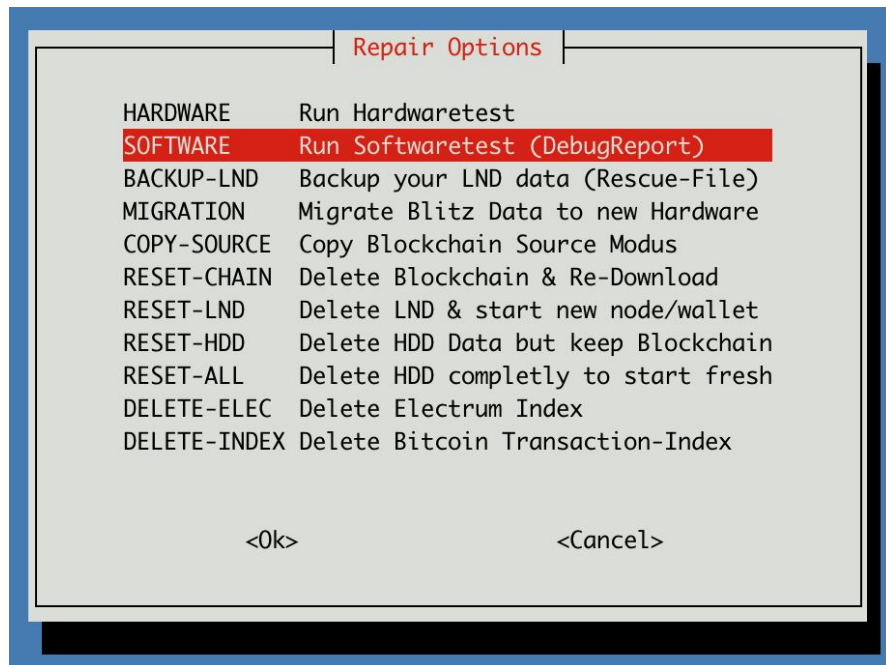 Repair Options
HARDWARE Run Hardwaretest
SOFTWARE Run Softwaretest (DebugReport)
BACKUP-LND Backup your LND data (Rescue-File)
MIGRATION Migrate Blitz Data to new Hardware
COPY-SOURCE Copy Blockchain Source Modus
RESET-CHAIN Delete Blockchain & Re-Download
RESET-LND Delete LND & start new node/wallet
RESET-HDD Delete HDD Data but keep Blockchain
RESET-ALL Delete HDD completly to start fresh
DELETE-ELEC Delete Electrum Index
DELETE-INDEX Delete Bitcoin Transaction-Index
<Ok> <Cancel>